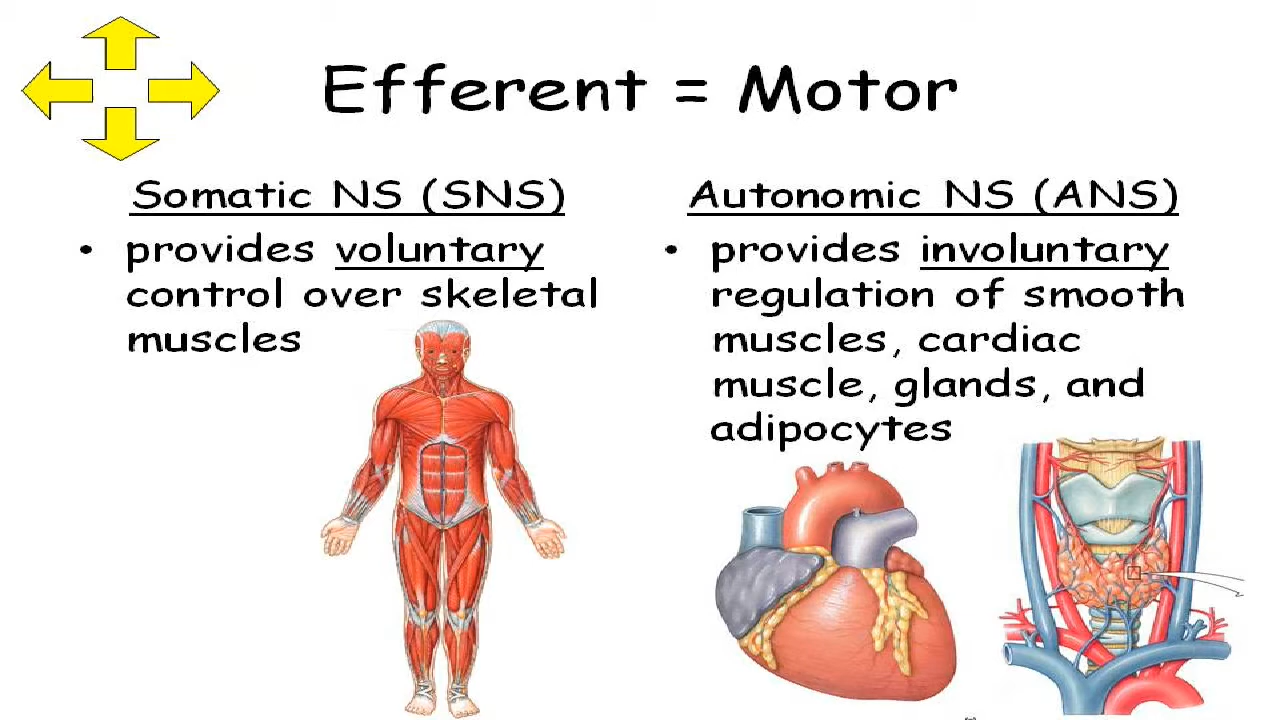 Efferent = Motor
Somatic NS (SNS)
• provides voluntary
control over skeletal
muscles
Autonomic NS (ANS)
• provides involuntary
regulation of smooth
muscles, cardiac
muscle, glands, and
adipocytes